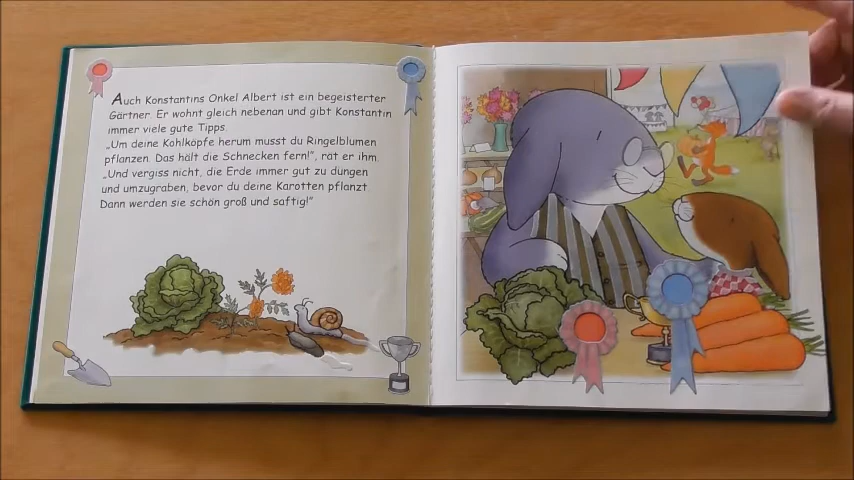 Auch Konstantins Onkel Albert ist ein begeisterter
Gärtner. Er wohnt gleich nebenan und gibt Konstantin
immer viele gute Tipps.
„Um deine Kohlköpfe herum musst du Ringelblumen
pflanzen. Das hält die Schnecken fern!“, rät er ihm.
„Und vergiss nicht, die Erde immer gut zu düngen
und umzugraben, bevor du deine Karotten pflanzt.
Dann werden sie schön groß und saftig!“